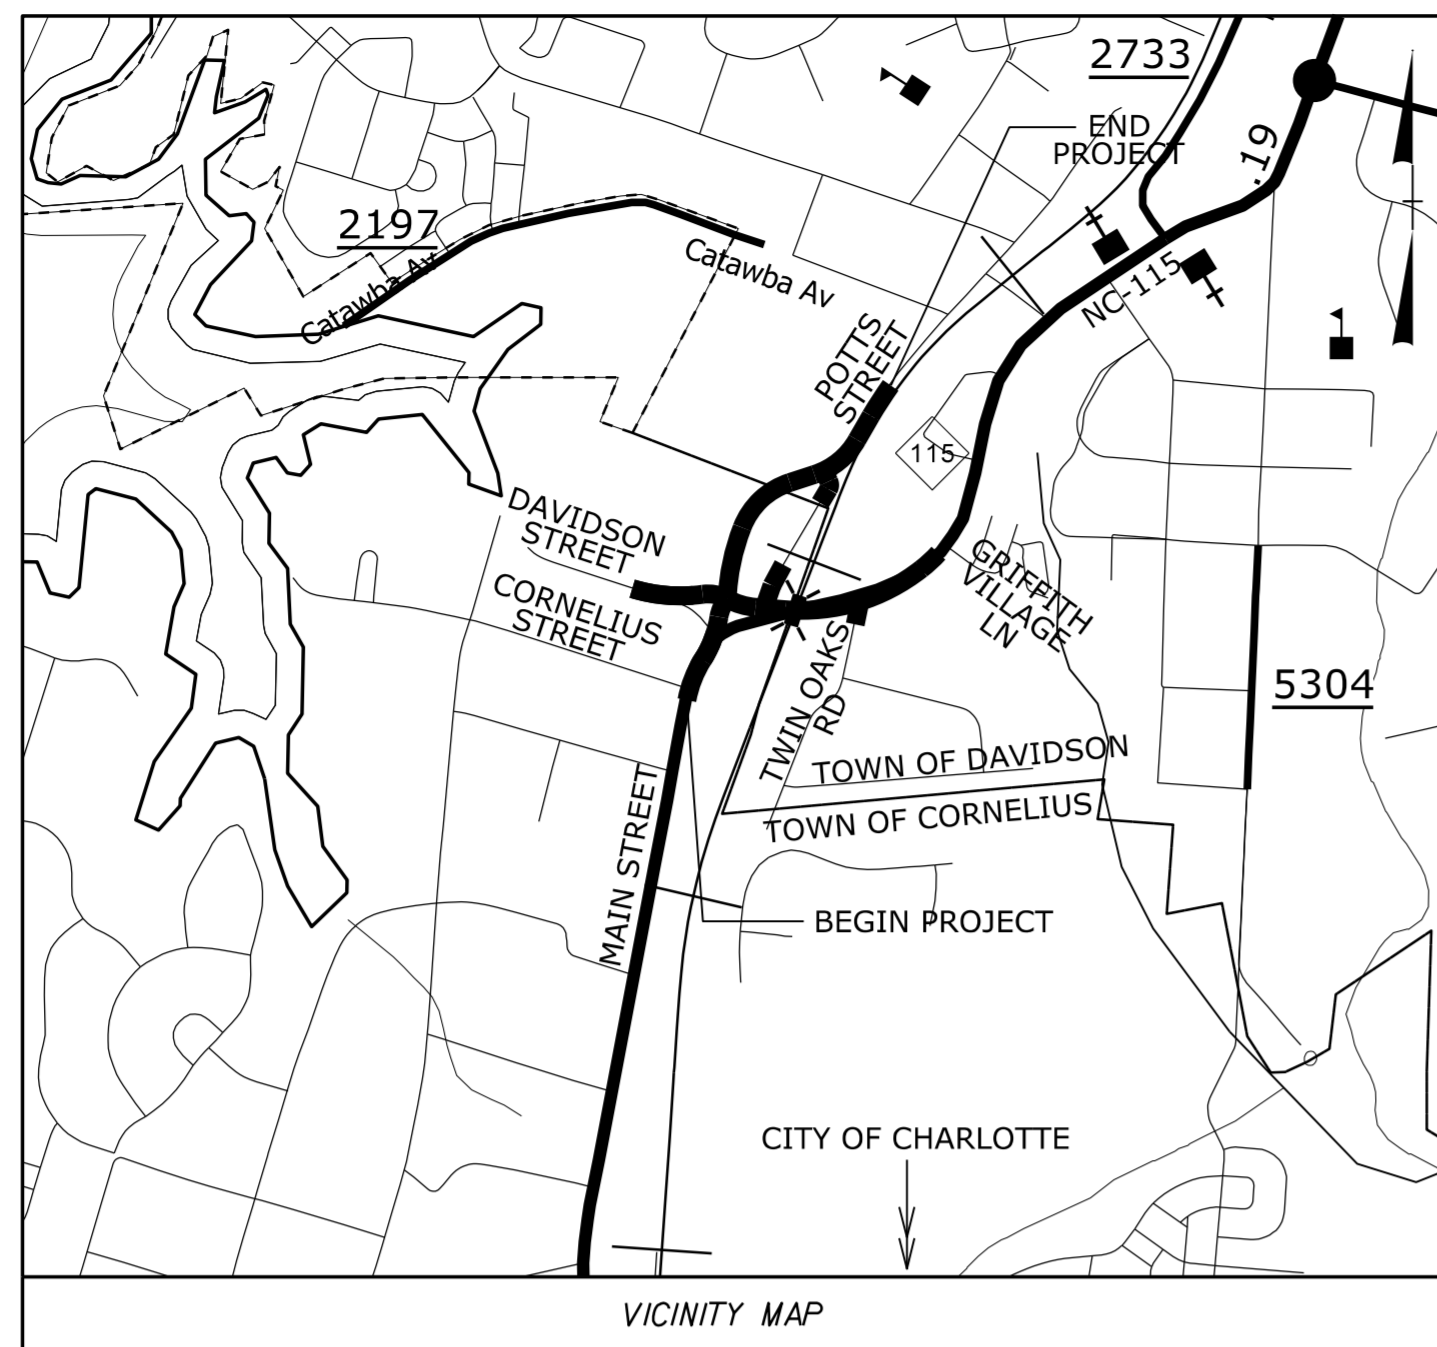 2733
END
PROJECT
.19
2197
Catawba Av
Catawba Av
NC-115
POTTS
STREET
115
DAVIDSON
STREET
CORNELIUS
STREET
GRIFFITH
VILLAGE
LN
TWIN OAKS
RD
5304
TOWN OF DAVIDSON
TOWN OF CORNELIUS
MAIN STREET
BEGIN PROJECT
CITY OF CHARLOTTE
VICINITY MAP